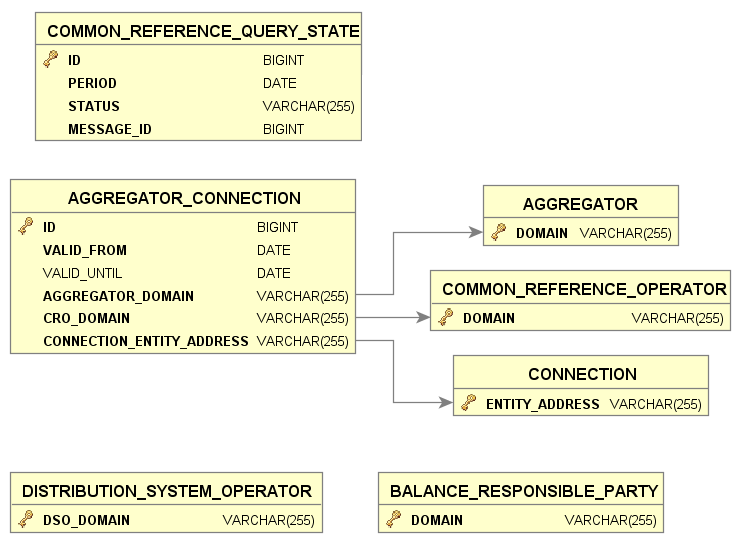 COMMON_REFERENCE_QUERY_STATE
ID BIGINT
PERIOD DATE
STATUS VARCHAR(255)
MESSAGE_ID BIGINT
AGGREGATOR_CONNECTION
ID BIGINT
VALID_FROM DATE
VALID_UNTIL DATE
AGGREGATOR_DOMAIN VARCHAR(255)
CRO_DOMAIN VARCHAR(255)
CONNECTION_ENTITY_ADDRESS VARCHAR(255)
AGGREGATOR
DOMAIN VARCHAR(255)
COMMON_REFERENCE_OPERATOR
DOMAIN VARCHAR(255)
CONNECTION
ENTITY_ADDRESS VARCHAR(255)
DISTRIBUTION_SYSTEM_OPERATOR
DSO_DOMAIN VARCHAR(255)
BALANCE_RESPONSIBLE_PARTY
DOMAIN VARCHAR(255)